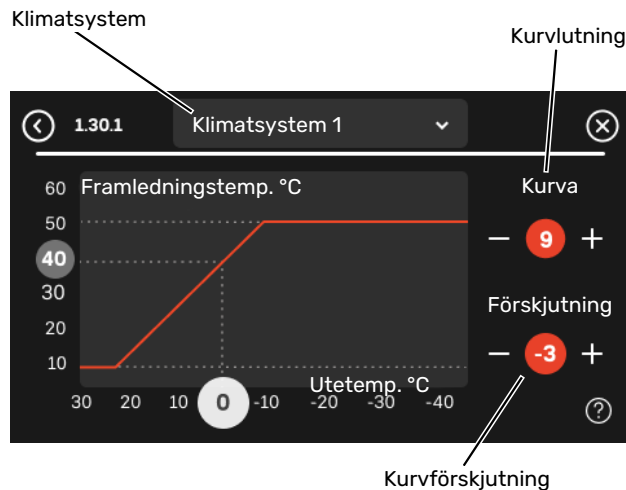 Klimatsystem
Kurvlutning
1.30.1
Klimatsystem 1
60
Framledningstemp. °C
50
40
30
20
10
Kurva
− 9 +
Förskjutning
− -3 +
Utetemp. °C
30 20 10 0 -10 -20 -30 -40
?
Kurvförskjutning